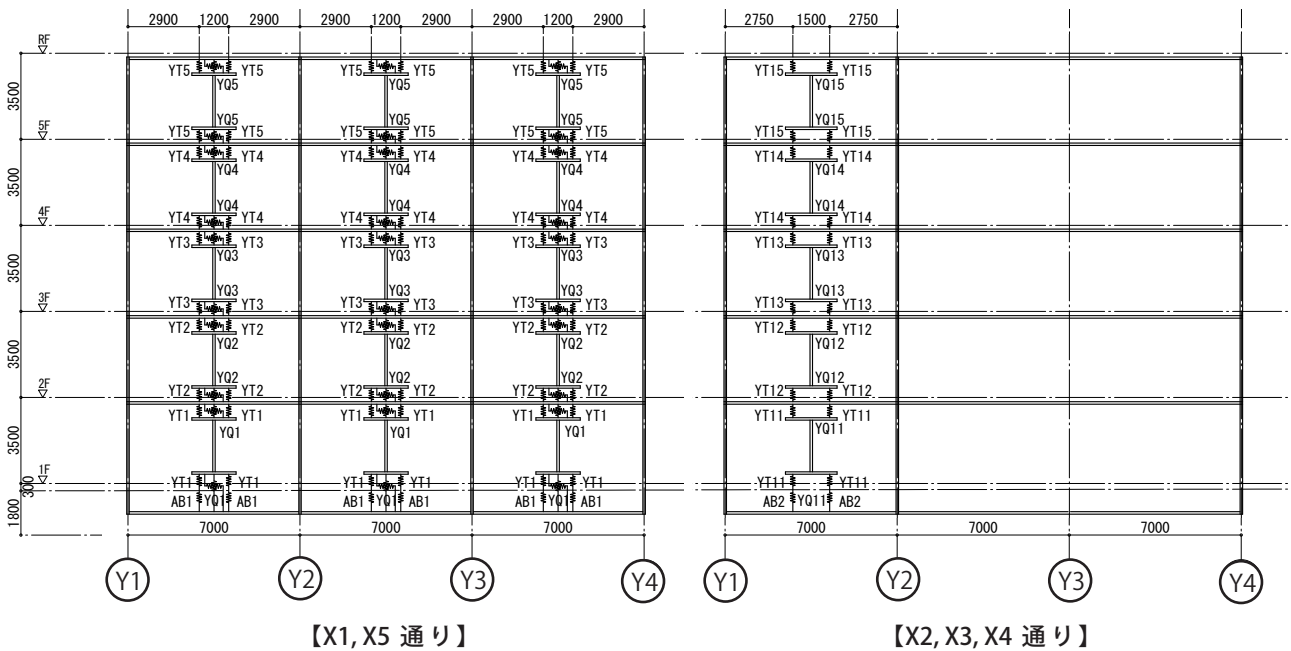 2900 1200 2900 2900 1200 2900 2900 1200 2900 2750 1500 2750
RF
YT5 YT5 YT5 YT5 YT5 YT5 YT15 YT15
YQ5 YQ5 YQ5 YQ15
3500
YQ5 YQ5 YQ5 YQ15
5F YT5 YT5 YT5 YT5 YT5 YT5 YT15 YT15
YT4 YT4 YT4 YT4 YT4 YT4 YT14 YT14
YQ4 YQ4 YQ4 YQ14
3500
YQ4 YQ4 YQ4 YQ14
4F YT4 YT4 YT4 YT4 YT4 YT4 YT14 YT14
YT3 YT3 YT3 YT3 YT3 YT3 YT13 YT13
YQ3 YQ3 YQ3 YQ13
3500
YQ3 YQ3 YQ3 YQ13
3F YT3 YT3 YT3 YT3 YT3 YT3 YT13 YT13
YT2 YT2 YT2 YT2 YT2 YT2 YT12 YT12
YQ2 YQ2 YQ2 YQ12
3500
YQ2 YQ2 YQ2 YQ12
2F YT2 YT2 YT2 YT2 YT2 YT2 YT12 YT12
YT1 YT1 YT1 YT1 YT1 YT1 YT11 YT11
YQ1 YQ1 YQ1 YQ11
3500
1F YT1 YT1 YT1 YT1 YT1 YT1 YT11 YT11
300
AB1 YQ1 AB1 AB1 YQ1 AB1 AB1 YQ1 AB1 AB2 YQ11 AB2
1800
7000 7000 7000 7000 7000 7000
Y1 Y2 Y3 Y4 Y1 Y2 Y3 Y4
【X1, X5 通り】 【X2, X3, X4 通り】